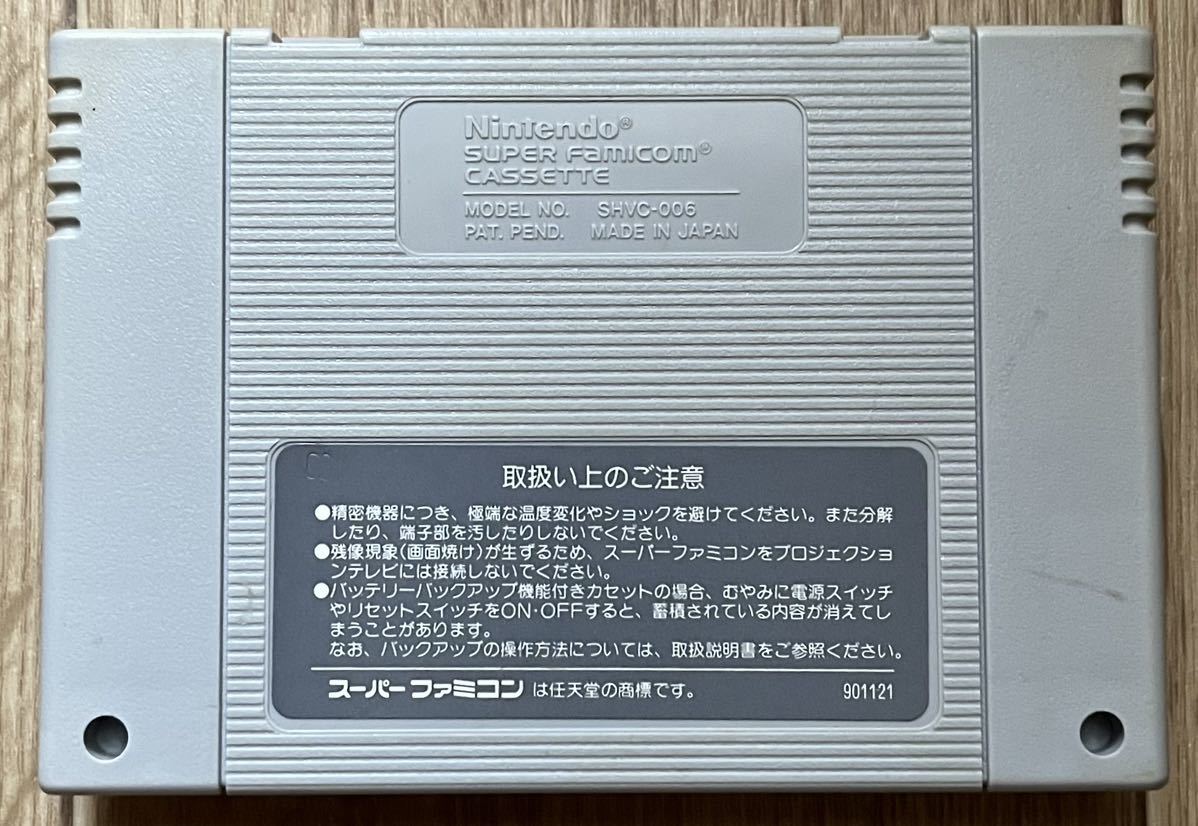 Nintendo®
SUPER FAMICOM®
CASSETTE
MODEL NO. SHVC-006
PAT. PEND. MADE IN JAPAN
取扱い上のご注意
●精密機器につき、極端な温度変化やショックを避けてください。また分解
したり、端子部を汚したりしないでください。
●残像現象(画面焼け)が生ずるため、スーパーファミコンをプロジェクショ
ンテレビには接続しないでください。
●バッテリーバックアップ機能付きカセットの場合、むやみに電源スイッチ
やリセットスイッチをON・OFFすると、蓄積されている内容が消えてし
まうことがあります。
なお、バックアップの操作方法については、取扱説明書をご参照ください。
スーパーファミコン は任天堂の商標です。 901121